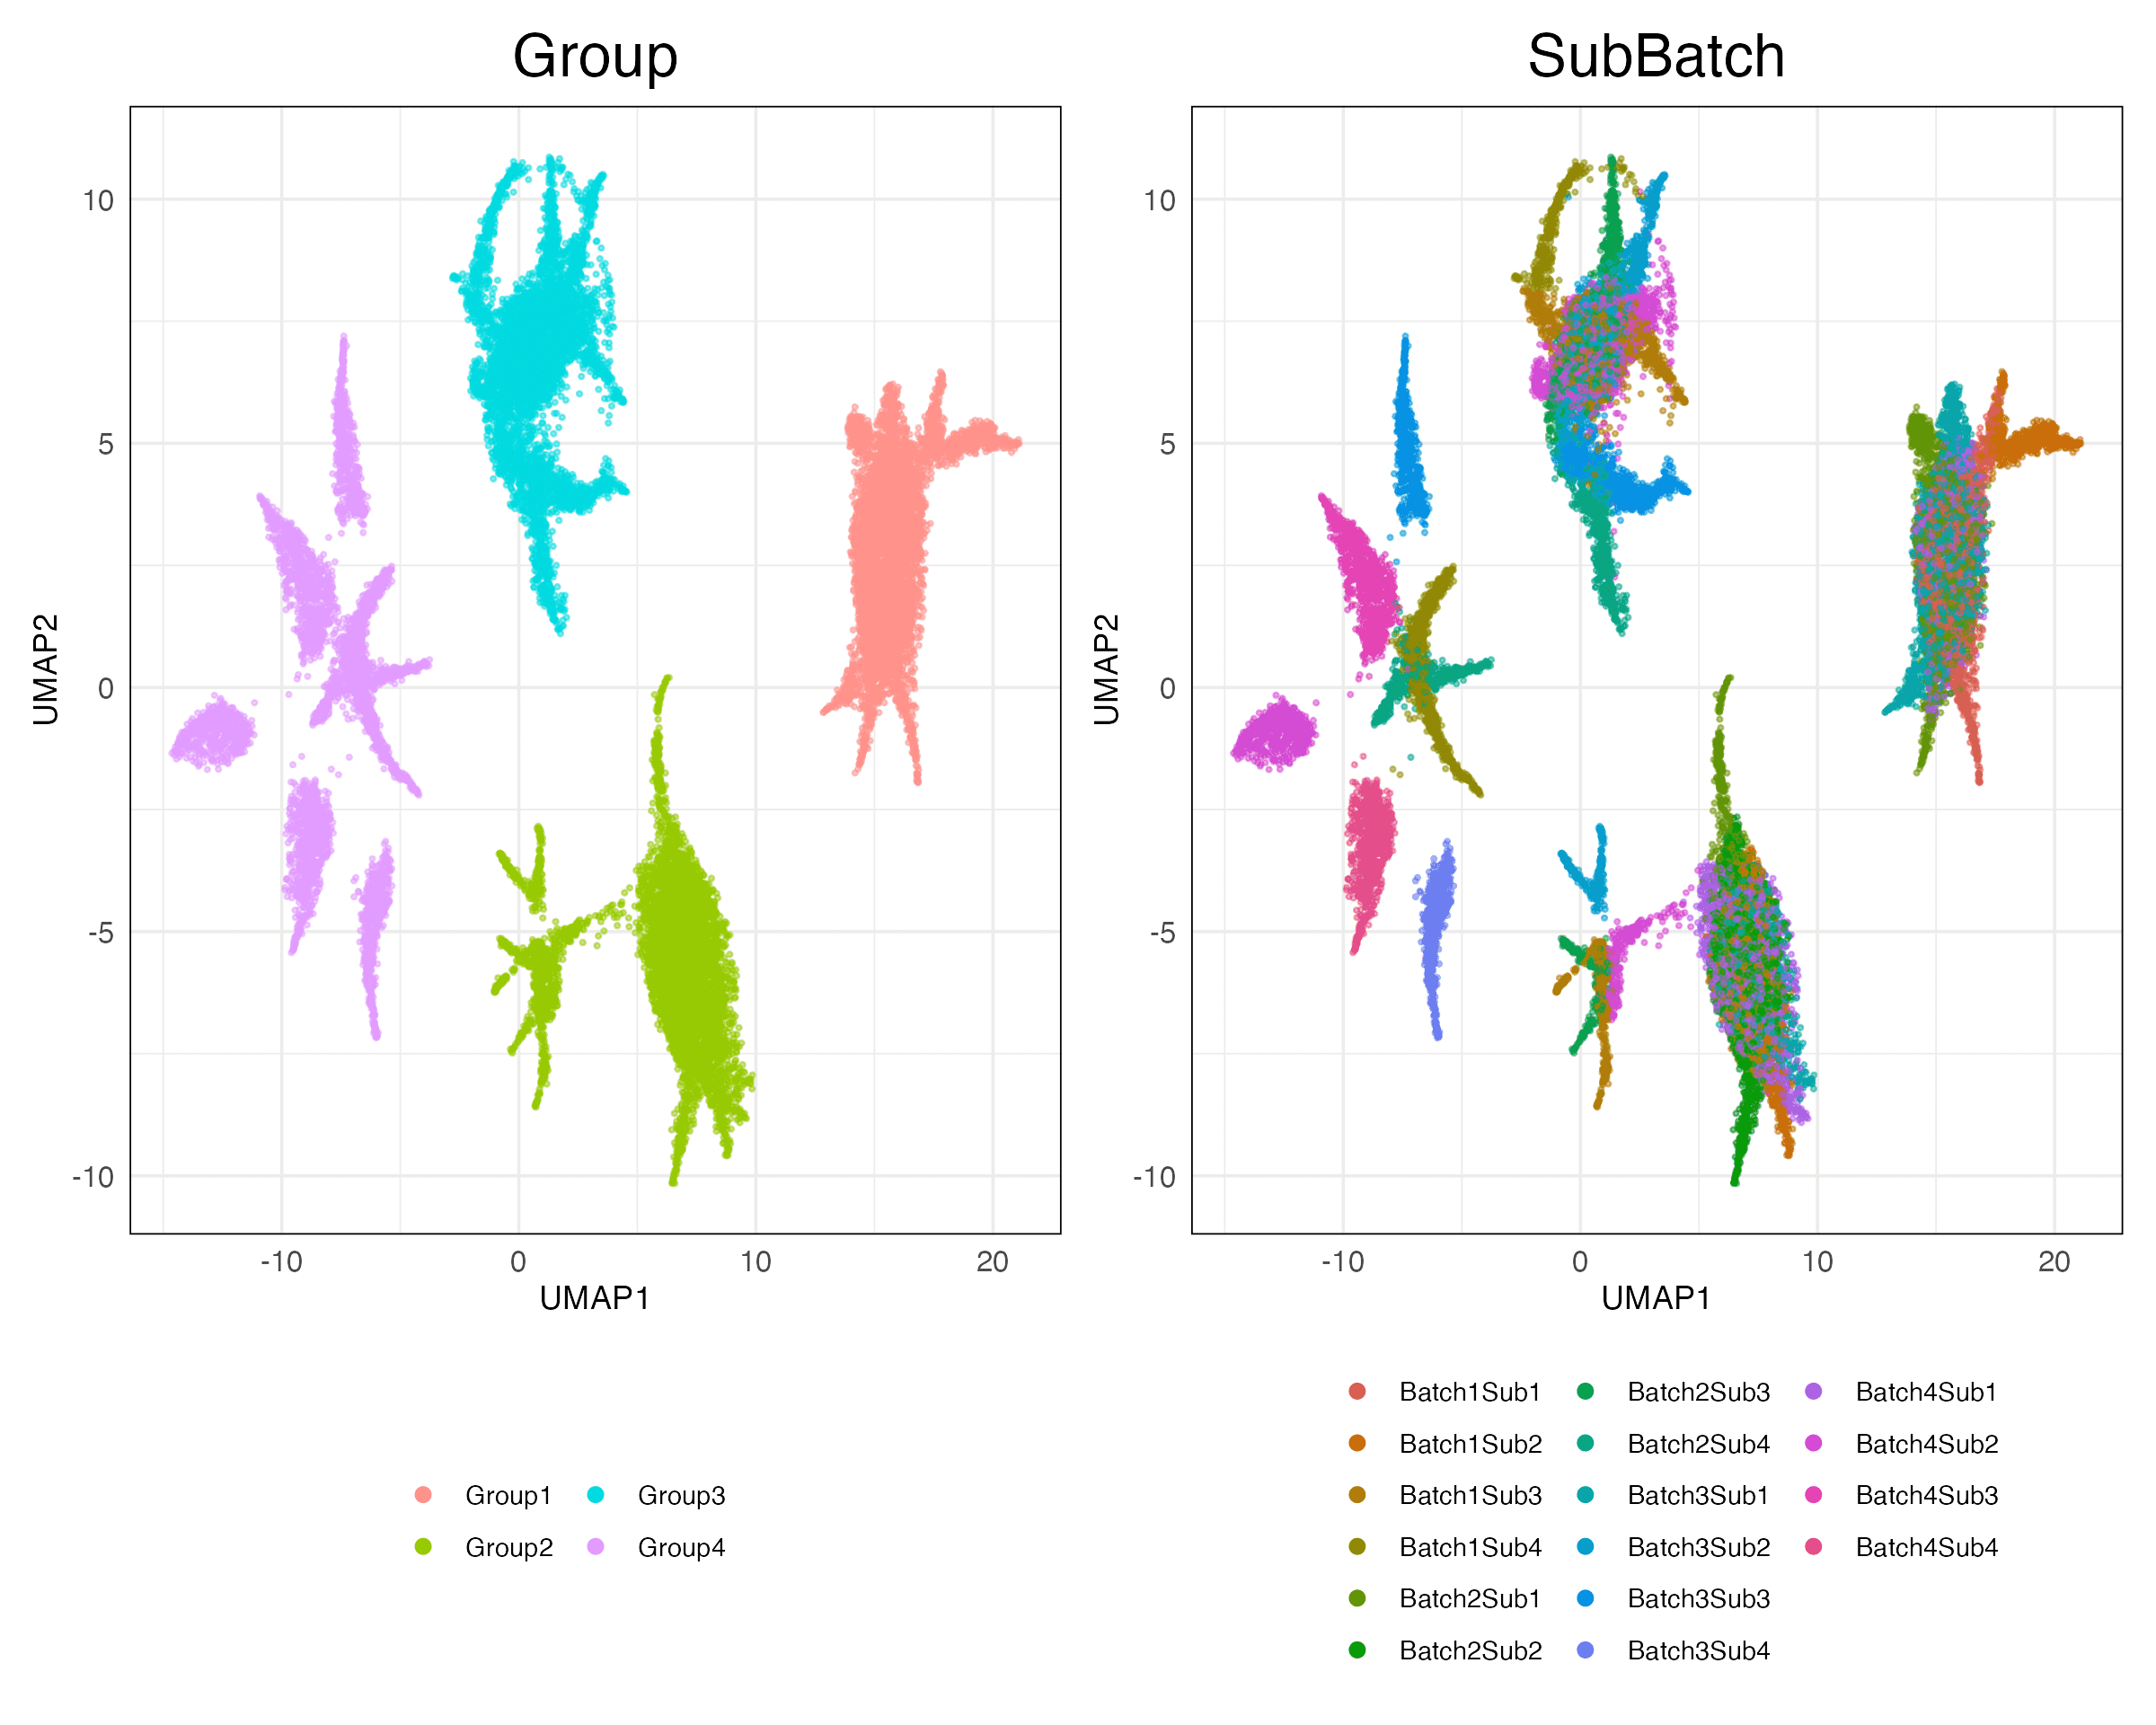 Group
SubBatch
10
5
0
-5
-10
UMAP2
-10 0 10 20
UMAP1
10
5
0
-5
-10
UMAP2
-10 0 10 20
UMAP1
Group1 Group3
Group2 Group4
Batch1Sub1 Batch2Sub3 Batch4Sub1
Batch1Sub2 Batch2Sub4 Batch4Sub2
Batch1Sub3 Batch3Sub1 Batch4Sub3
Batch1Sub4 Batch3Sub2 Batch4Sub4
Batch2Sub1 Batch3Sub3
Batch2Sub2 Batch3Sub4